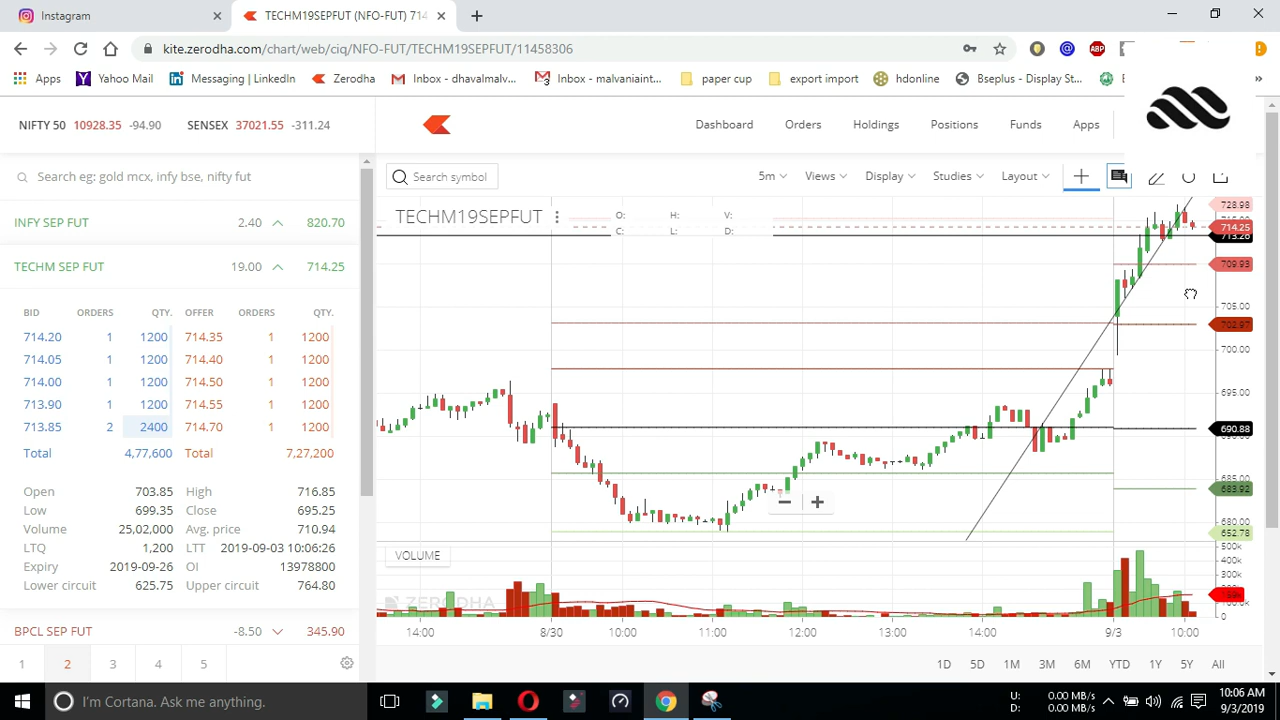 Instagram
TECHM19SEPFUT (NFO-FUT) 714
kite.zerodha.com/chart/web/ciq/NFO-FUT/TECHM19SEPFUT/11458306
ABP
Apps Yahoo Mail Messaging | LinkedIn Zerodha Inbox - dhavalmalv... Inbox - malvaniaint... paper cup export import hdonline Bseplus - Display St...
NIFTY 50 10928.35 -94.90 SENSEX 37021.55 -311.24
Dashboard Orders Holdings Positions Funds Apps
Search eg: gold mcx, infy bse, nifty fut
Search symbol 5m Views Display Studies Layout
INFY SEP FUT 2.40 820.70
TECHM SEP FUT 19.00 714.25
BID ORDERS QTY. OFFER ORDERS QTY.
714.20 1 1200 714.35 1 1200
714.05 1 1200 714.40 1 1200
714.00 1 1200 714.50 1 1200
713.90 1 1200 714.55 1 1200
713.85 2 2400 714.70 1 1200
Total 4,77,600 Total 7,27,200
Open 703.85 High 716.85
Low 699.35 Close 695.25
Volume 25,02,000 Avg. price 710.94
LTQ 1,200 LTT 2019-09-03 10:06:26
Expiry 2019-09-26 OI 13978800
Lower circuit 625.75 Upper circuit 764.80
BPCL SEP FUT -8.50 345.90
1 2 3 4 5
TECHM19SEPFUT
O: H: V:
C: L: D:
728.98
714.25
713.26
709.93
705.00
702.97
700.00
695.00
690.88
685.00
683.92
680.00
652.78
VOLUME
ZERODHA
500k
400k
300k
0
14:00 8/30 10:00 11:00 12:00 13:00 14:00 9/3 10:00
1D 5D 1M 3M 6M YTD 1Y 5Y All
I'm Cortana. Ask me anything.
U: 0.00 MB/s
D: 0.00 MB/s
10:06 AM
9/3/2019